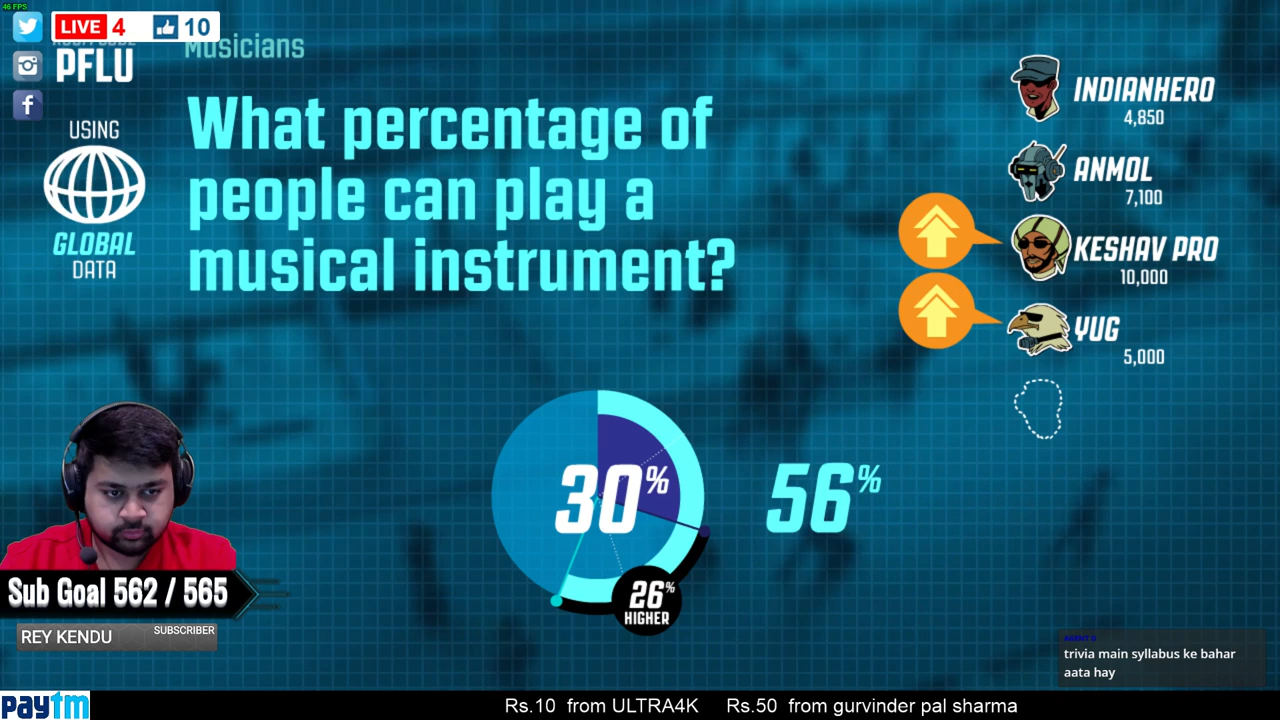 46 FPS
LIVE 4 10
Musicians
PFLU
USING
GLOBAL
DATA
What percentage of
people can play a
musical instrument?
INDIANHERO
4,850
ANMOL
7,100
KESHAV PRO
10,000
YUG
5,000
30%
56%
26%
HIGHER
Sub Goal 562 / 565
REY KENDU SUBSCRIBER
AGENT D
trivia main syllabus ke bahar
aata hay
paytm
Rs.10 from ULTRA4K Rs.50 from gurvinder pal sharma